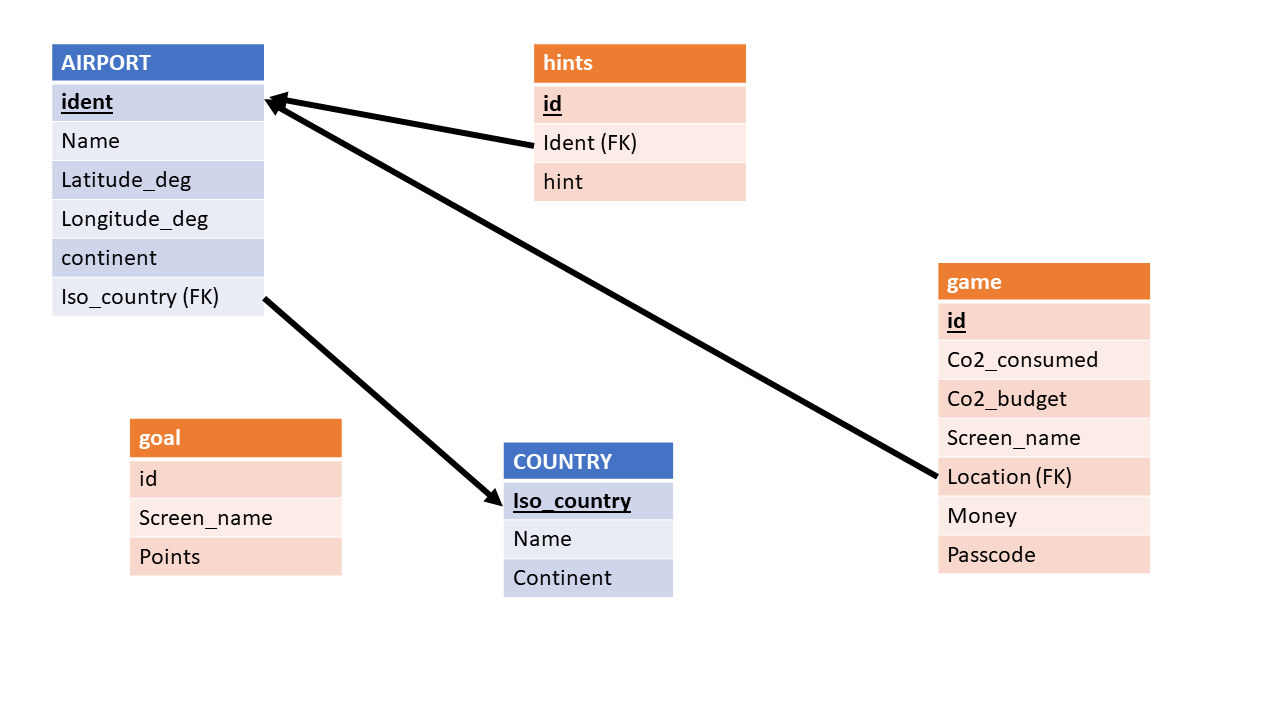 AIRPORT
ident
Name
Latitude_deg
Longitude_deg
continent
Iso_country (FK)
hints
id
Ident (FK)
hint
game
id
Co2_consumed
Co2_budget
Screen_name
Location (FK)
Money
Passcode
goal
id
Screen_name
Points
COUNTRY
Iso_country
Name
Continent